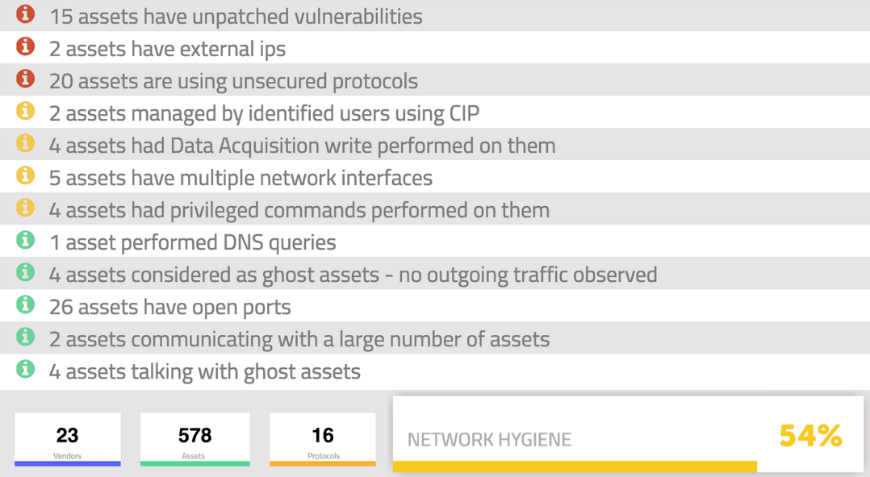 15 assets have unpatched vulnerabilities
2 assets have external ips
20 assets are using unsecured protocols
2 assets managed by identified users using CIP
4 assets had Data Acquisition write performed on them
5 assets have multiple network interfaces
4 assets had privileged commands performed on them
1 asset performed DNS queries
4 assets considered as ghost assets - no outgoing traffic observed
26 assets have open ports
2 assets communicating with a large number of assets
4 assets talking with ghost assets
23
Vendors
578
Assets
16
Protocols
NETWORK HYGIENE
54%